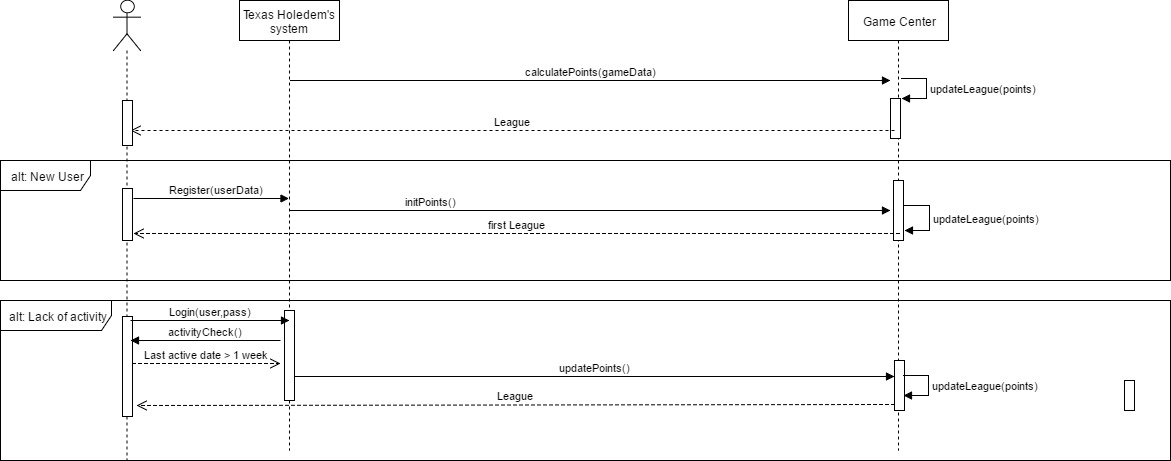 Texas Holedem's
system
Game Center
calculatePoints(gameData)
updateLeague(points)
League
alt: New User
Register(userData)
initPoints()
updateLeague(points)
first League
alt: Lack of activity
Login(user,pass)
activityCheck()
Last active date > 1 week
updatePoints()
updateLeague(points)
League